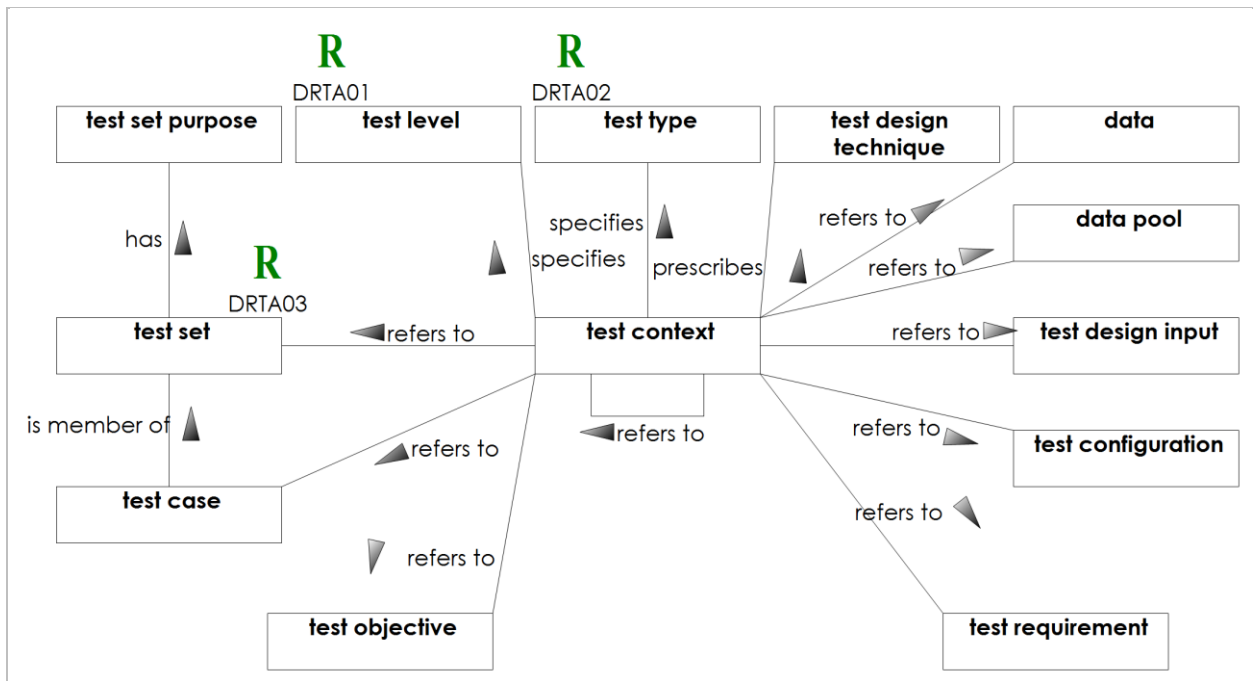 R
R
DRTA01
DRTA02
test set purpose
test level
test type
test design
technique
data
specifies
refers to
data pool
has
R
specifies
prescribes
refers to
DRTA03
test set
refers to
test context
refers to
test design input
is member of
refers to
refers to
refers to
test configuration
test case
refers to
refers to
test objective
test requirement